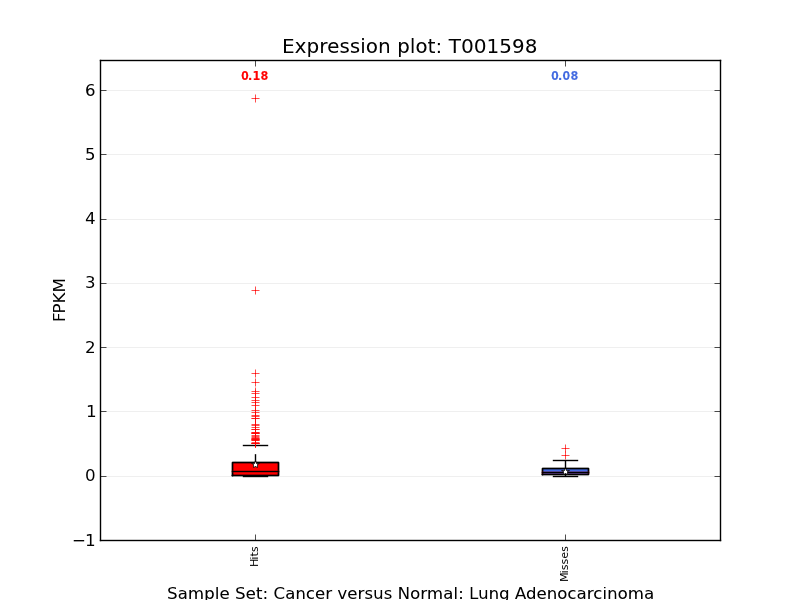 Expression plot: T001598
0.18
0.08
6
5
4
3
2
1
0
−1
FPKM
Hits
Misses
Sample Set: Cancer versus Normal: Lung Adenocarcinoma